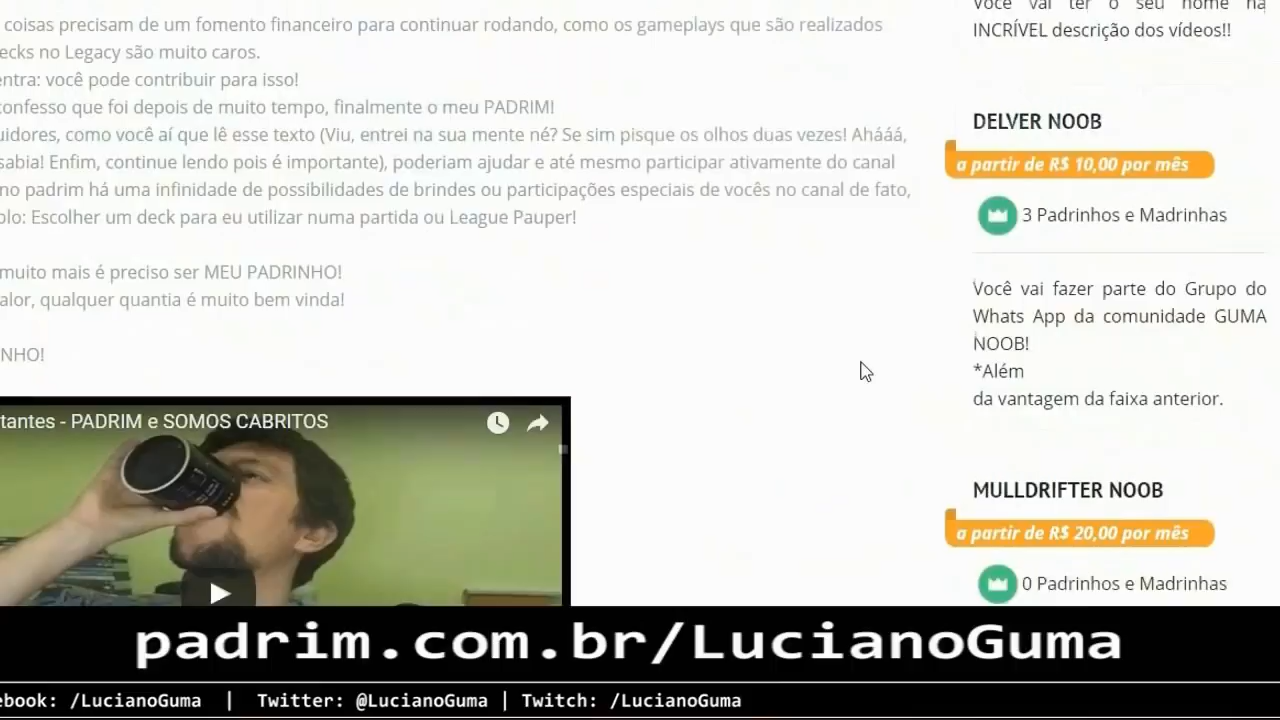 coisas precisam de um fomento financeiro para continuar rodando, como os gameplays que são realizados
ecks no Legacy são muito caros.
entra: você pode contribuir para isso!
confesso que foi depois de muito tempo, finalmente o meu PADRIM!
uidores, como você aí que lê esse texto (Viu, entrei na sua mente né? Se sim pisque os olhos duas vezes! Ahááá,
sabia! Enfim, continue lendo pois é importante), poderiam ajudar e até mesmo participar ativamente do canal
no padrim há uma infinidade de possibilidades de brindes ou participações especiais de vocês no canal de fato,
plo: Escolher um deck para eu utilizar numa partida ou League Pauper!
muito mais é preciso ser MEU PADRINHO!
alor, qualquer quantia é muito bem vinda!
NHO!
tantes - PADRIM e SOMOS CABRITOS
Você vai ter o seu nome na
INCRÍVEL descrição dos vídeos!!
DELVER NOOB
a partir de R$ 10,00 por mês
3 Padrinhos e Madrinhas
Você vai fazer parte do Grupo do
Whats App da comunidade GUMA
NOOB!
*Além
da vantagem da faixa anterior.
MULLDRIFTER NOOB
a partir de R$ 20,00 por mês
0 Padrinhos e Madrinhas
padrim.com.br/LucianoGuma
ebook: /LucianoGuma | Twitter: @LucianoGuma | Twitch: /LucianoGuma